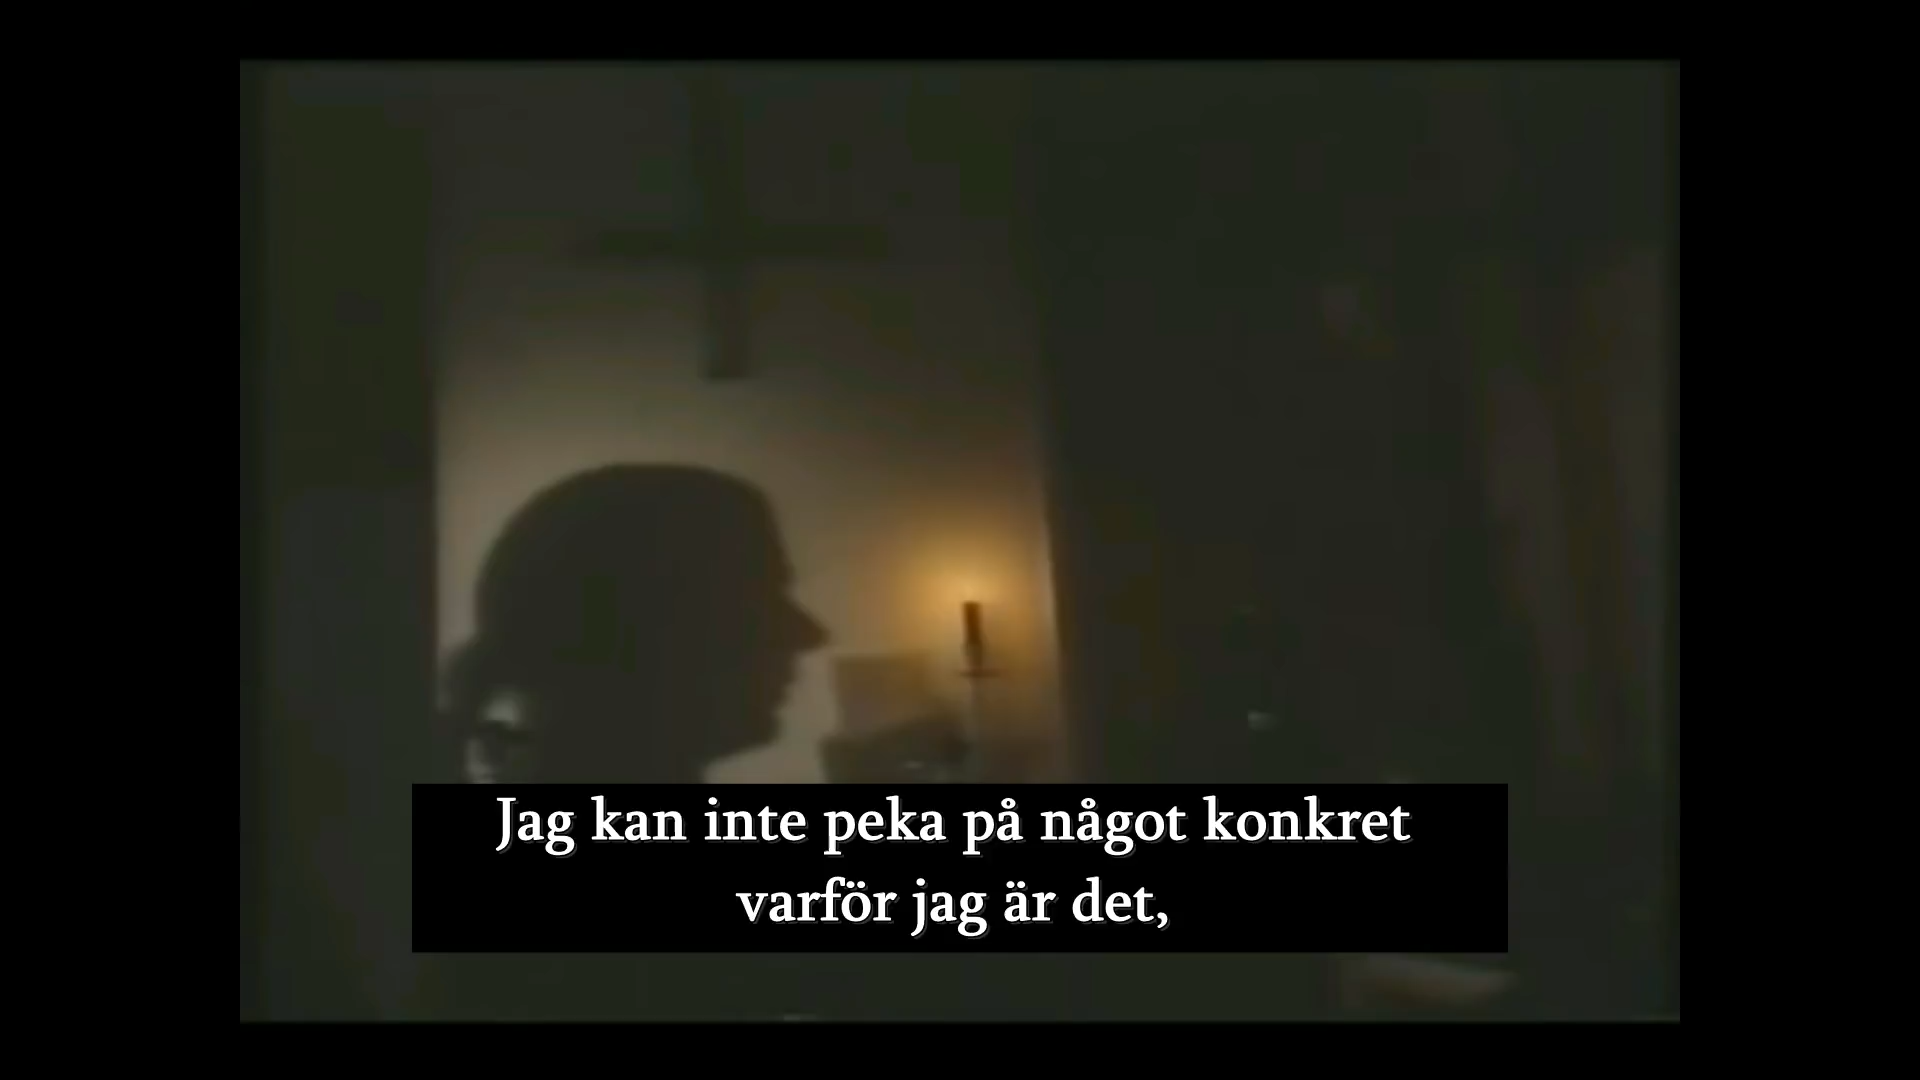 Jag kan inte peka på något konkret
varför jag är det,